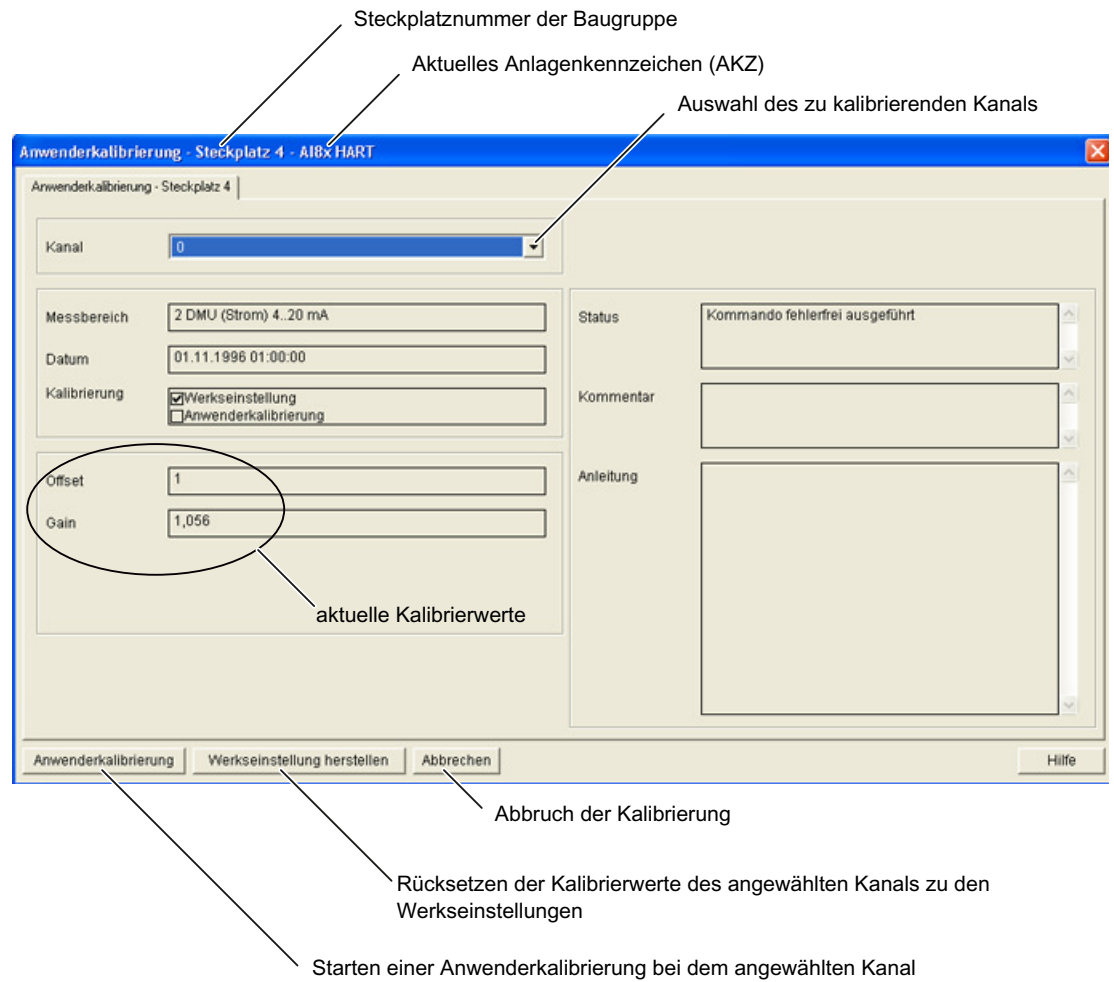 Steckplatznummer der Baugruppe
Aktuelles Anlagenkennzeichen (AKZ)
Auswahl des zu kalibrierenden Kanals
Anwenderkalibrierung - Steckplatz 4 - AI8x HART
Anwenderkalibrierung - Steckplatz 4
Kanal
0
Messbereich
2 DMU (Strom) 4..20 mA
Datum
01.11.1996 01:00:00
Kalibrierung
Werkseinstellung
Anwenderkalibrierung
Offset
1
Gain
1,056
aktuelle Kalibrierwerte
Status
Kommando fehlerfrei ausgeführt
Kommentar
Anleitung
Anwenderkalibrierung
Werkseinstellung herstellen
Abbrechen
Hilfe
Abbruch der Kalibrierung
Rücksetzen der Kalibrierwerte des angewählten Kanals zu den
Werkseinstellungen
Starten einer Anwenderkalibrierung bei dem angewählten Kanal